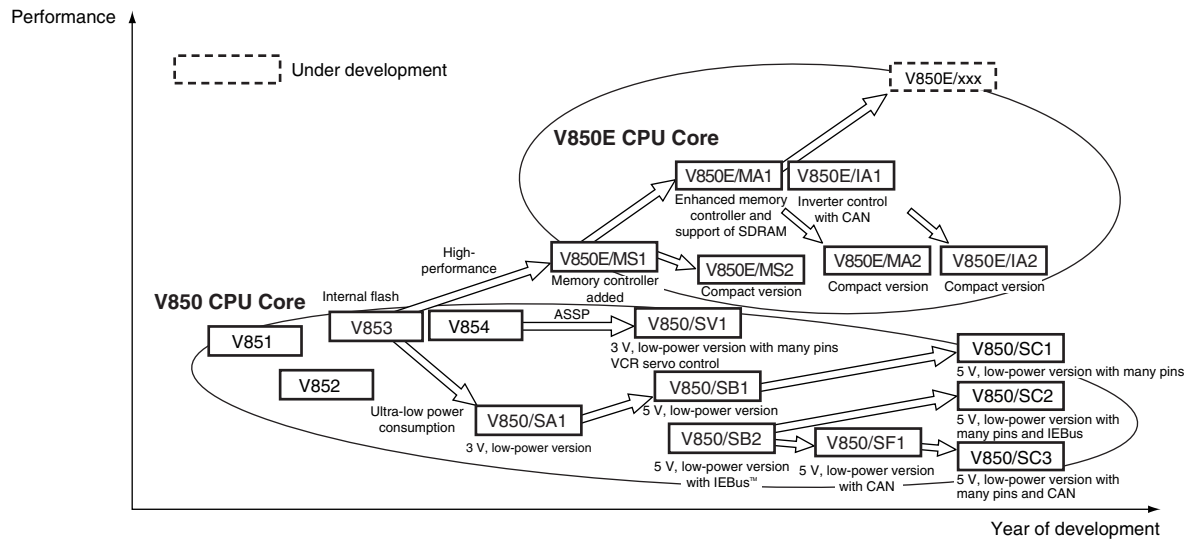 Performance
Under development
V850E/xxx
V850E CPU Core
V850E/MA1
V850E/IA1
Enhanced memory
controller and
support of SDRAM
Inverter control
with CAN
High-
performance
V850E/MS1
Memory controller
added
V850E/MS2
Compact version
V850E/MA2
Compact version
V850E/IA2
Compact version
V850 CPU Core
Internal flash
V851
V853
V854
ASSP
V850/SV1
3 V, low-power version with many pins
VCR servo control
V850/SC1
5 V, low-power version with many pins
V852
Ultra-low power
consumption
V850/SA1
3 V, low-power version
V850/SB1
5 V, low-power version
V850/SC2
5 V, low-power version with
many pins and IEBus
V850/SB2
5 V, low-power version
with IEBus™
V850/SF1
5 V, low-power version
with CAN
V850/SC3
5 V, low-power version with
many pins and CAN
Year of development